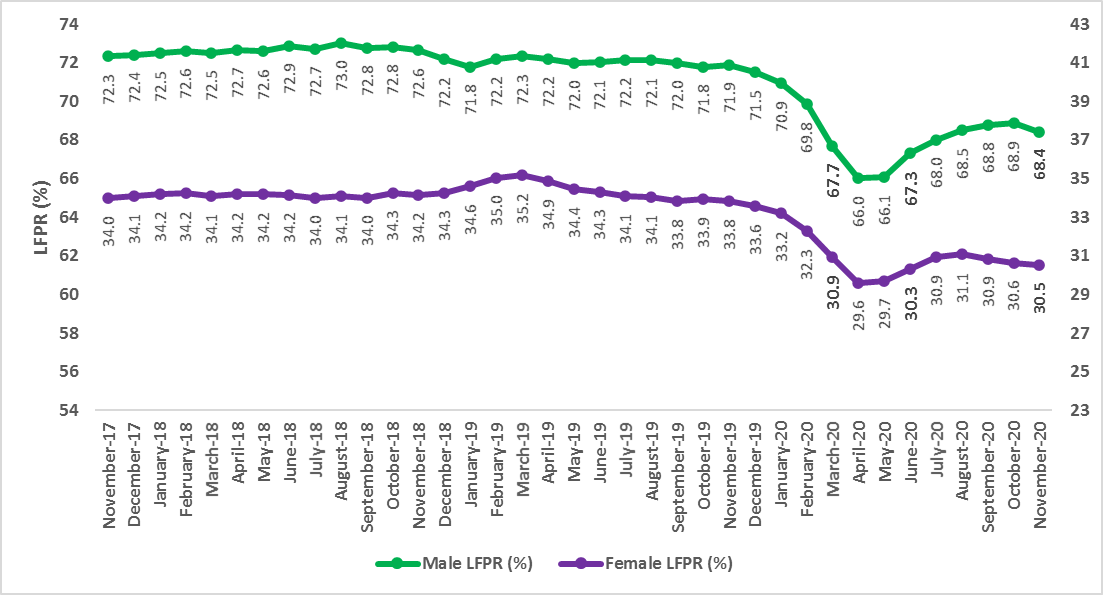 74
72
70
68
66
64
62
60
58
56
54
LFPR (%)
43
41
39
37
35
33
31
29
27
25
23
72.3
72.4
72.5
72.6
72.5
72.7
72.6
72.9
72.7
73.0
72.8
72.8
72.6
72.2
71.8
72.2
72.3
72.2
72.0
72.1
72.2
72.1
72.0
71.8
71.9
71.5
70.9
69.8
67.7
66.0
66.1
67.3
68.0
68.5
68.8
68.9
68.4
34.0
34.1
34.2
34.2
34.1
34.2
34.2
34.2
34.0
34.1
34.0
34.3
34.2
34.3
34.6
35.0
35.2
34.9
34.4
34.3
34.1
34.1
33.8
33.9
33.8
33.6
33.2
32.3
30.9
29.6
29.7
30.3
30.9
31.1
30.9
30.6
30.5
November-17
December-17
January-18
February-18
March-18
April-18
May-18
June-18
July-18
August-18
September-18
October-18
November-18
December-18
January-19
February-19
March-19
April-19
May-19
June-19
July-19
August-19
September-19
October-19
November-19
December-19
January-20
February-20
March-20
April-20
May-20
June-20
July-20
August-20
September-20
October-20
November-20
Male LFPR (%)
Female LFPR (%)